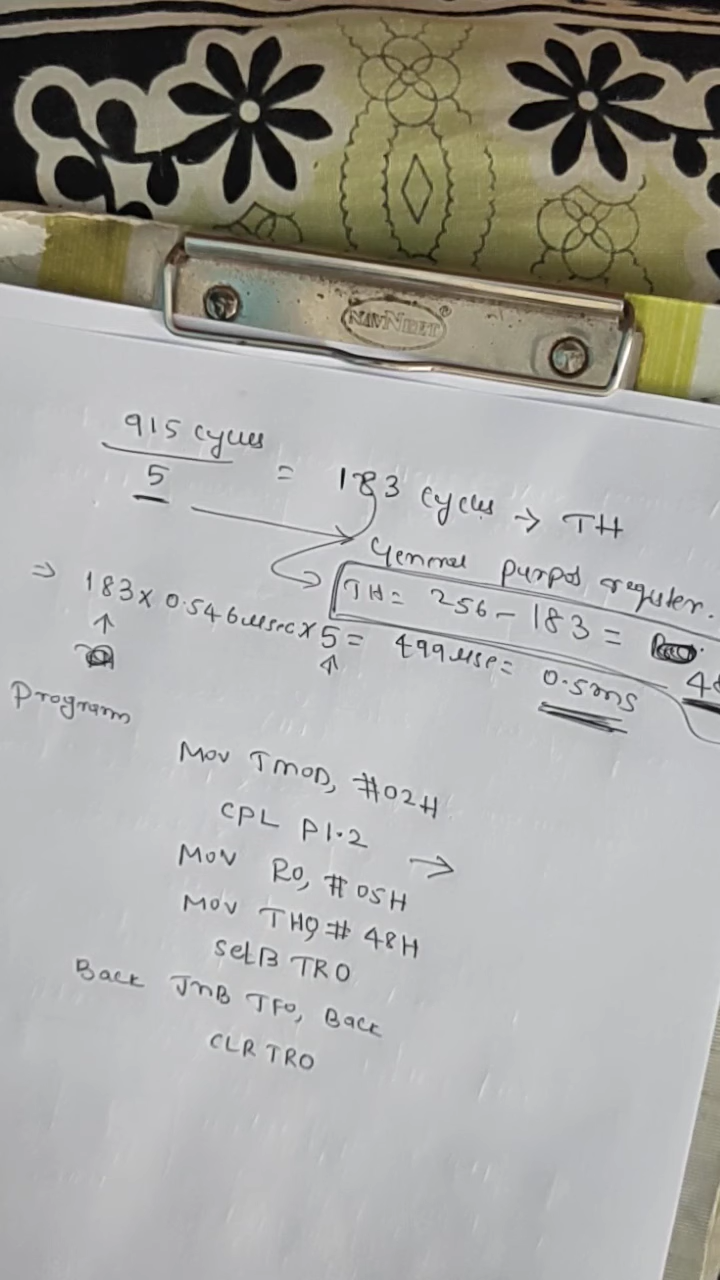 NAVNEET®
915 cycles
5
= 183 cycles → TH
General purpos register.
TH = 256 - 183 =
48
⇒ 183 x 0.546 usec x 5 = 499 usec = 0.5ms
Program
Mov TMOD, #02H
CPL P1.2 →
Mov R0, #05H
Mov TH0 # 48H
SetB TR0
Back JNB TF0, Back
CLR TR0